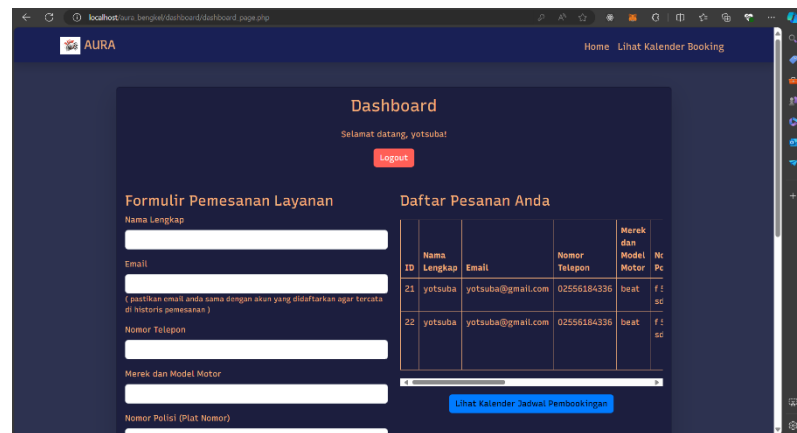 localhost/aura_bengkel/dashboard/dashboard_page.php
AURA
Home Lihat Kalender Booking
Dashboard
Selamat datang, yotsuba!
Logout
Formulir Pemesanan Layanan
Nama Lengkap
Email
( pastikan email anda sama dengan akun yang didaftarkan agar tercata
di historis pemesanan )
Nomor Telepon
Merek dan Model Motor
Nomor Polisi (Plat Nomor)
Daftar Pesanan Anda
ID Nama Lengkap Email Nomor Telepon Merek dan Model Motor
21 yotsuba yotsuba@gmail.com 02556184336 beat
22 yotsuba yotsuba@gmail.com 02556184336 beat
Lihat Kalender Jadwal Pembookingan